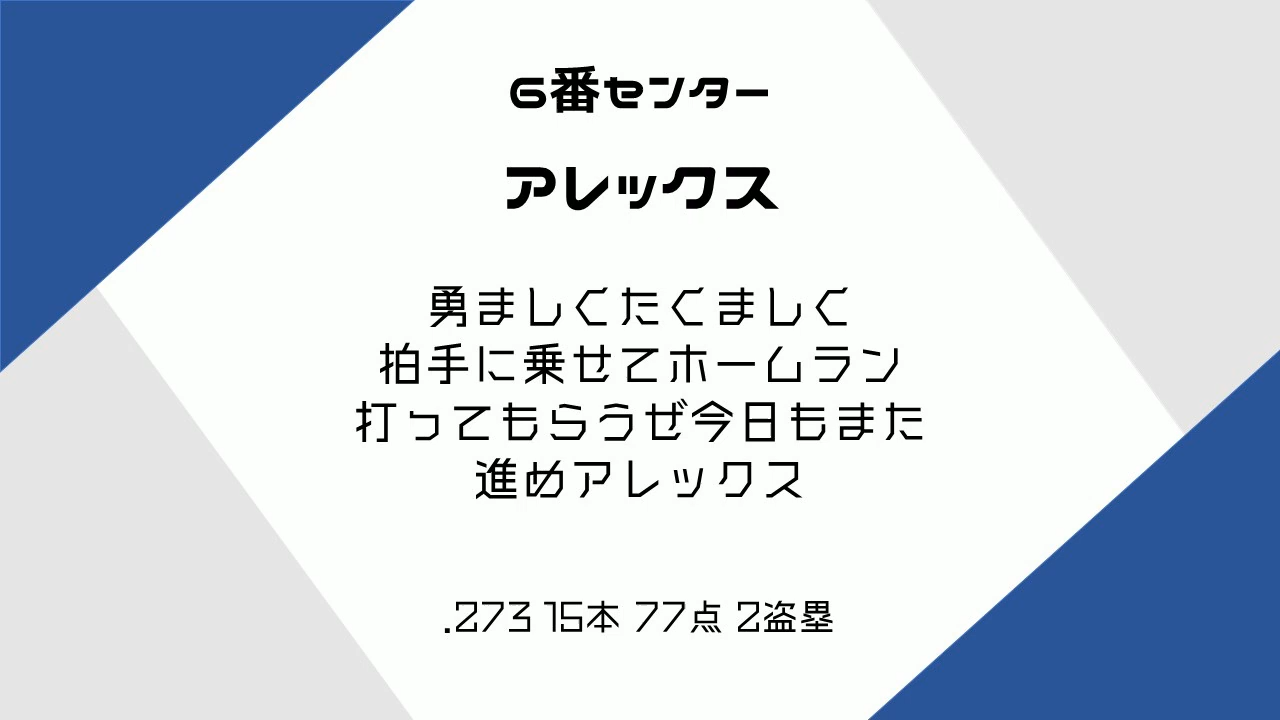 6番センター
アレックス
勇ましくたくましく
拍手に乗せてホームラン
打ってもらうぜ今日もまた
進めアレックス
.273 15本 77点 2盗塁